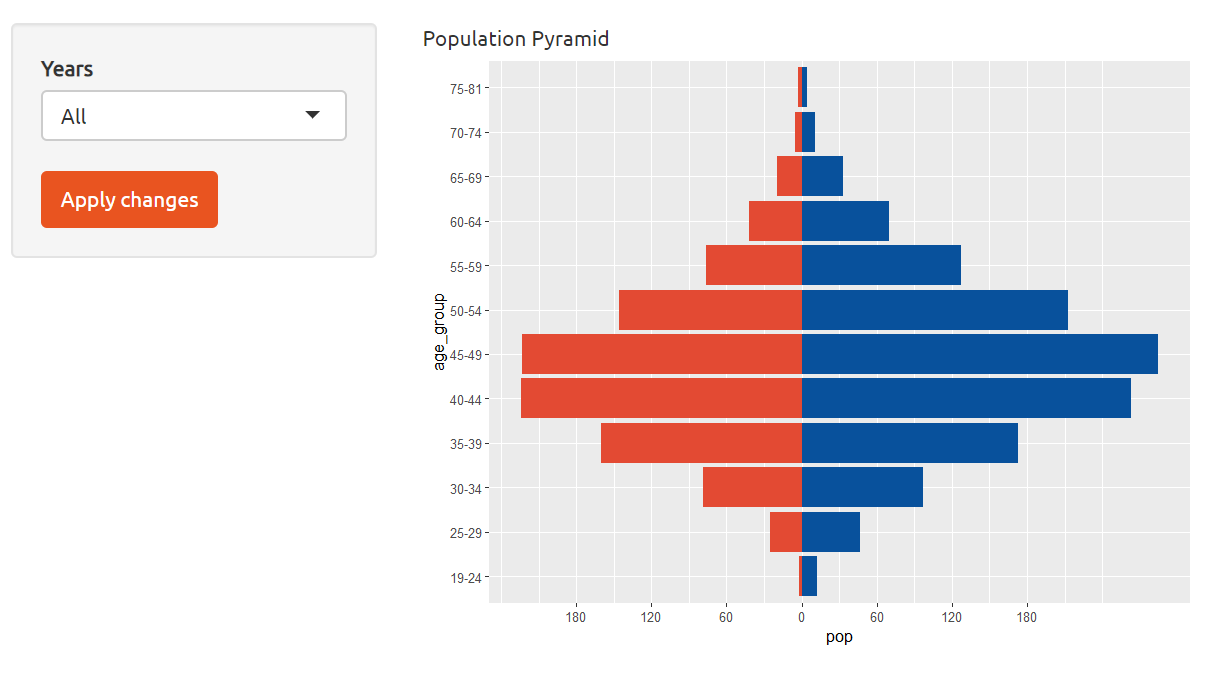 Years
All
Apply changes
Population Pyramid
age_group
75-81
70-74
65-69
60-64
55-59
50-54
45-49
40-44
35-39
30-34
25-29
19-24
180 120 60 0 60 120 180
pop